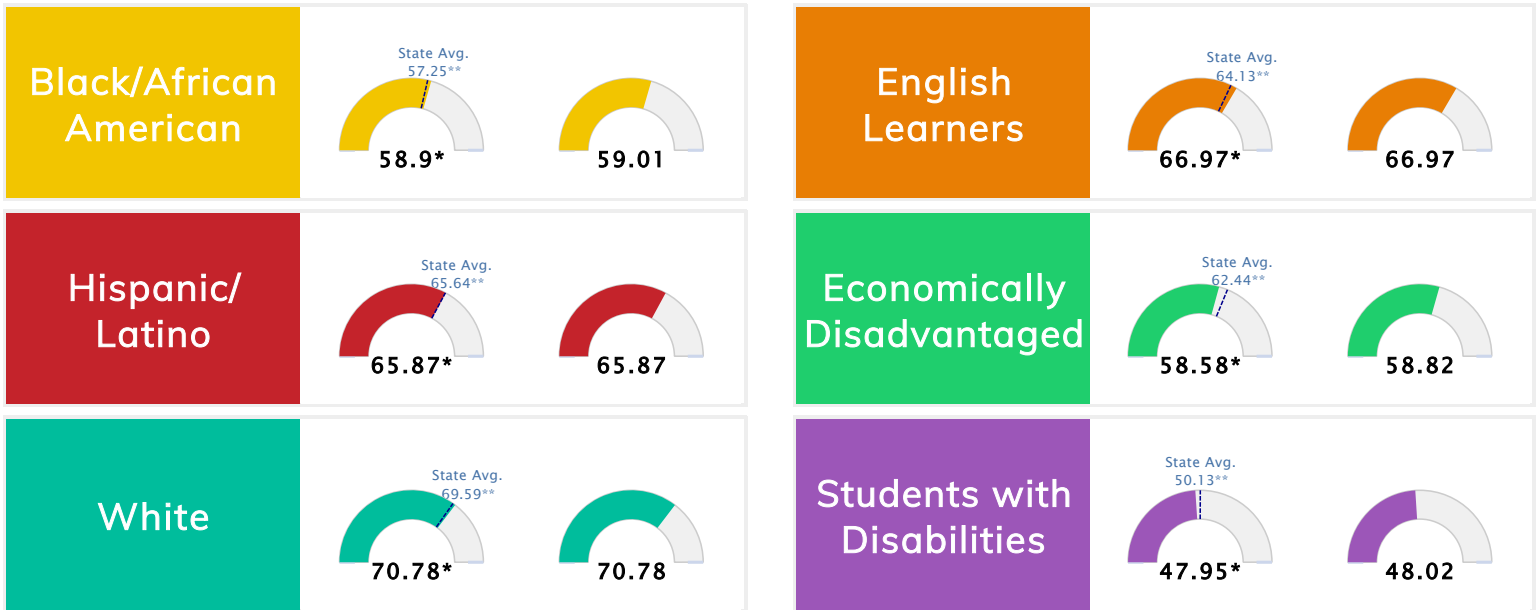 Black/African
American
State Avg.
57.25**
58.9*
59.01
English
Learners
State Avg.
64.13**
66.97*
66.97
Hispanic/
Latino
State Avg.
65.64**
65.87*
65.87
Economically
Disadvantaged
State Avg.
62.44**
58.58*
58.82
White
State Avg.
69.59**
70.78*
70.78
Students with
Disabilities
State Avg.
50.13**
47.95*
48.02